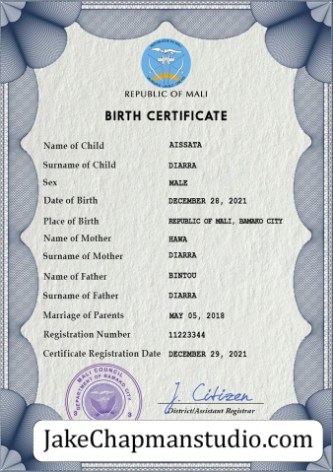 REPUBLIC OF MALI
BIRTH CERTIFICATE
Name of Child AISSATA
Surname of Child DIARRA
Sex MALE
Date of Birth DECEMBER 28, 2021
Place of Birth REPUBLIC OF MALI, BAMAKO CITY
Name of Mother HAWA
Surname of Mother DIARRA
Name of Father BINTOU
Surname of Father DIARRA
Marriage of Parents MAY 05, 2018
Registration Number 11223344
Certificate Registration Date DECEMBER 29, 2021
MALI COUNCIL
DEPARTMENT OF BAMAKO CITY
J. Citizen
District/Assistant Registrar
JakeChapmanstudio.com